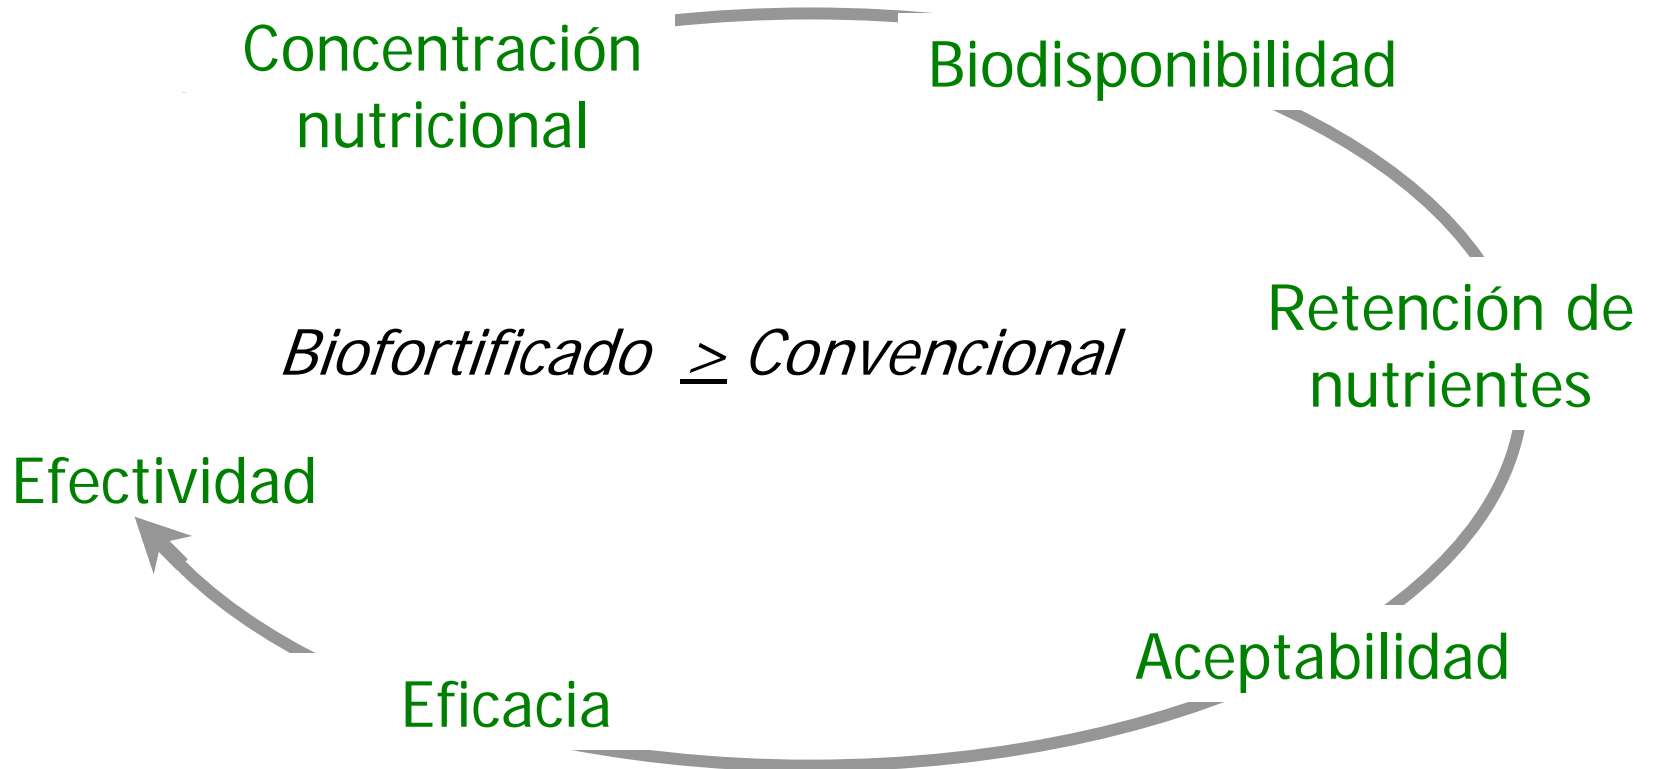 Concentración
nutricional
Biodisponibilidad
Retención de
nutrientes
Biofortificado ≥ Convencional
Efectividad
Aceptabilidad
Eficacia